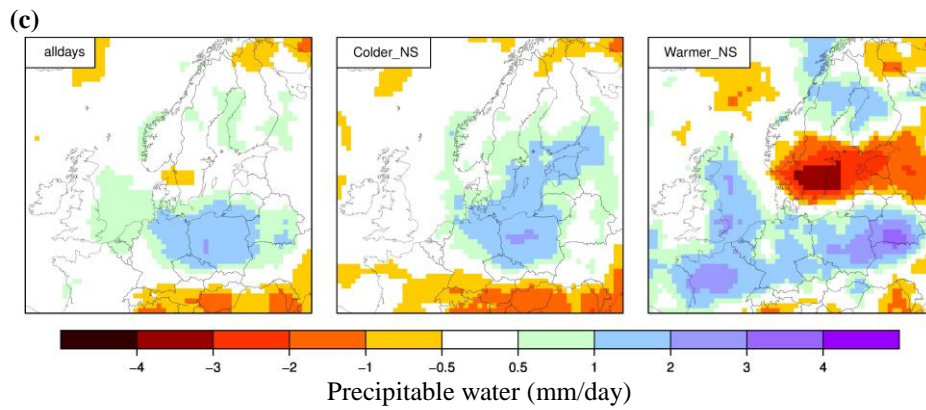 (c)
alldays Colder_NS Warmer_NS
−4 −3 −2 −1 −0.5 0.5 1 2 3 4
Precipitable water (mm/day)